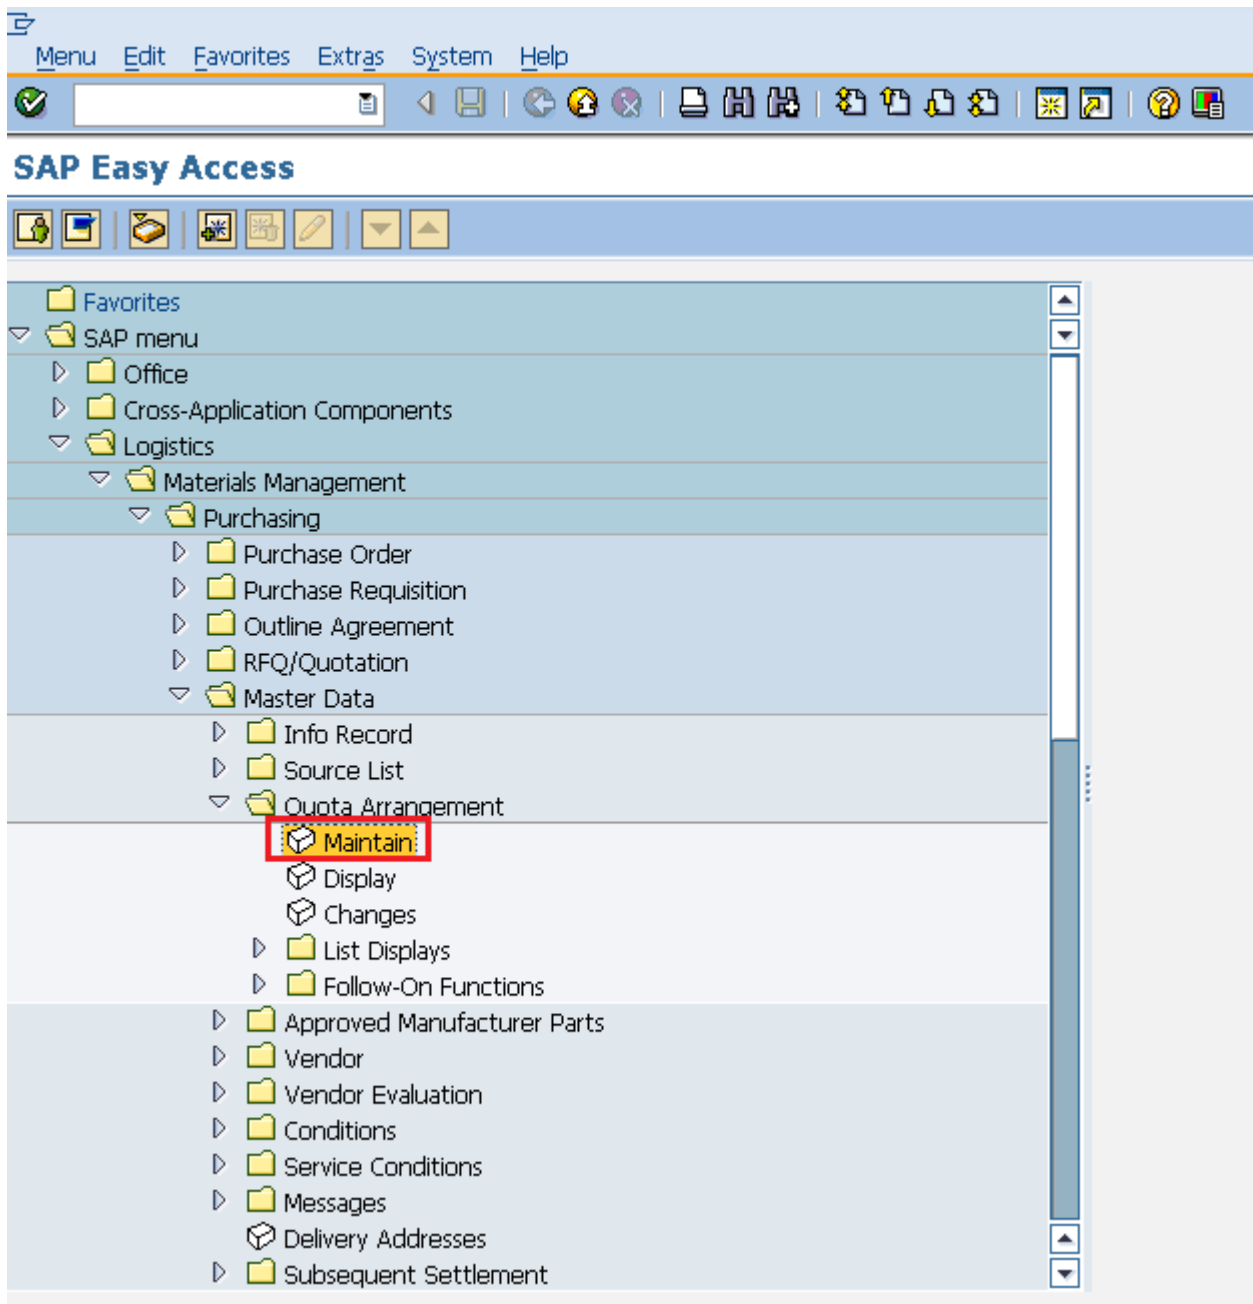 Menu Edit Favorites Extras System Help
SAP Easy Access
Favorites
SAP menu
Office
Cross-Application Components
Logistics
Materials Management
Purchasing
Purchase Order
Purchase Requisition
Outline Agreement
RFQ/Quotation
Master Data
Info Record
Source List
Quota Arrangement
Maintain
Display
Changes
List Displays
Follow-On Functions
Approved Manufacturer Parts
Vendor
Vendor Evaluation
Conditions
Service Conditions
Messages
Delivery Addresses
Subsequent Settlement